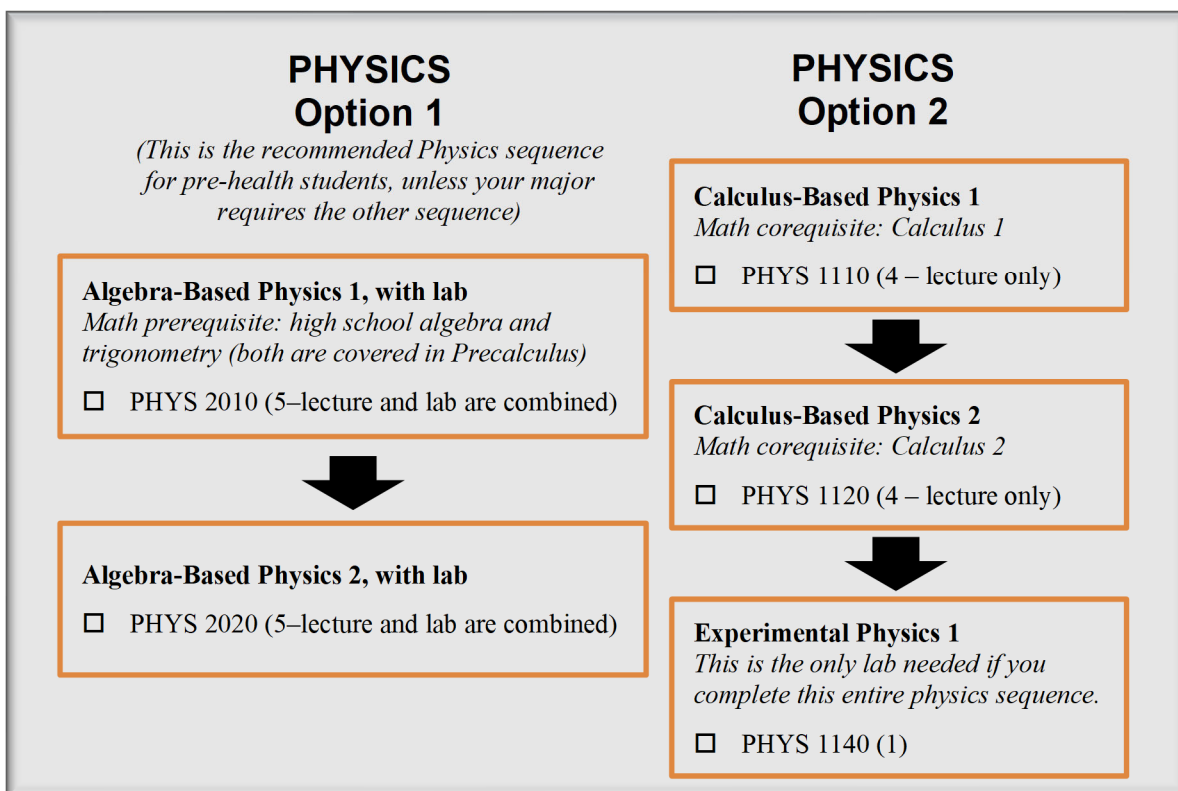 PHYSICS
Option 1
(This is the recommended Physics sequence
for pre-health students, unless your major
requires the other sequence)
Algebra-Based Physics 1, with lab
Math prerequisite: high school algebra and
trigonometry (both are covered in Precalculus)
☐ PHYS 2010 (5–lecture and lab are combined)
Algebra-Based Physics 2, with lab
☐ PHYS 2020 (5–lecture and lab are combined)
PHYSICS
Option 2
Calculus-Based Physics 1
Math corequisite: Calculus 1
☐ PHYS 1110 (4 – lecture only)
Calculus-Based Physics 2
Math corequisite: Calculus 2
☐ PHYS 1120 (4 – lecture only)
Experimental Physics 1
This is the only lab needed if you
complete this entire physics sequence.
☐ PHYS 1140 (1)